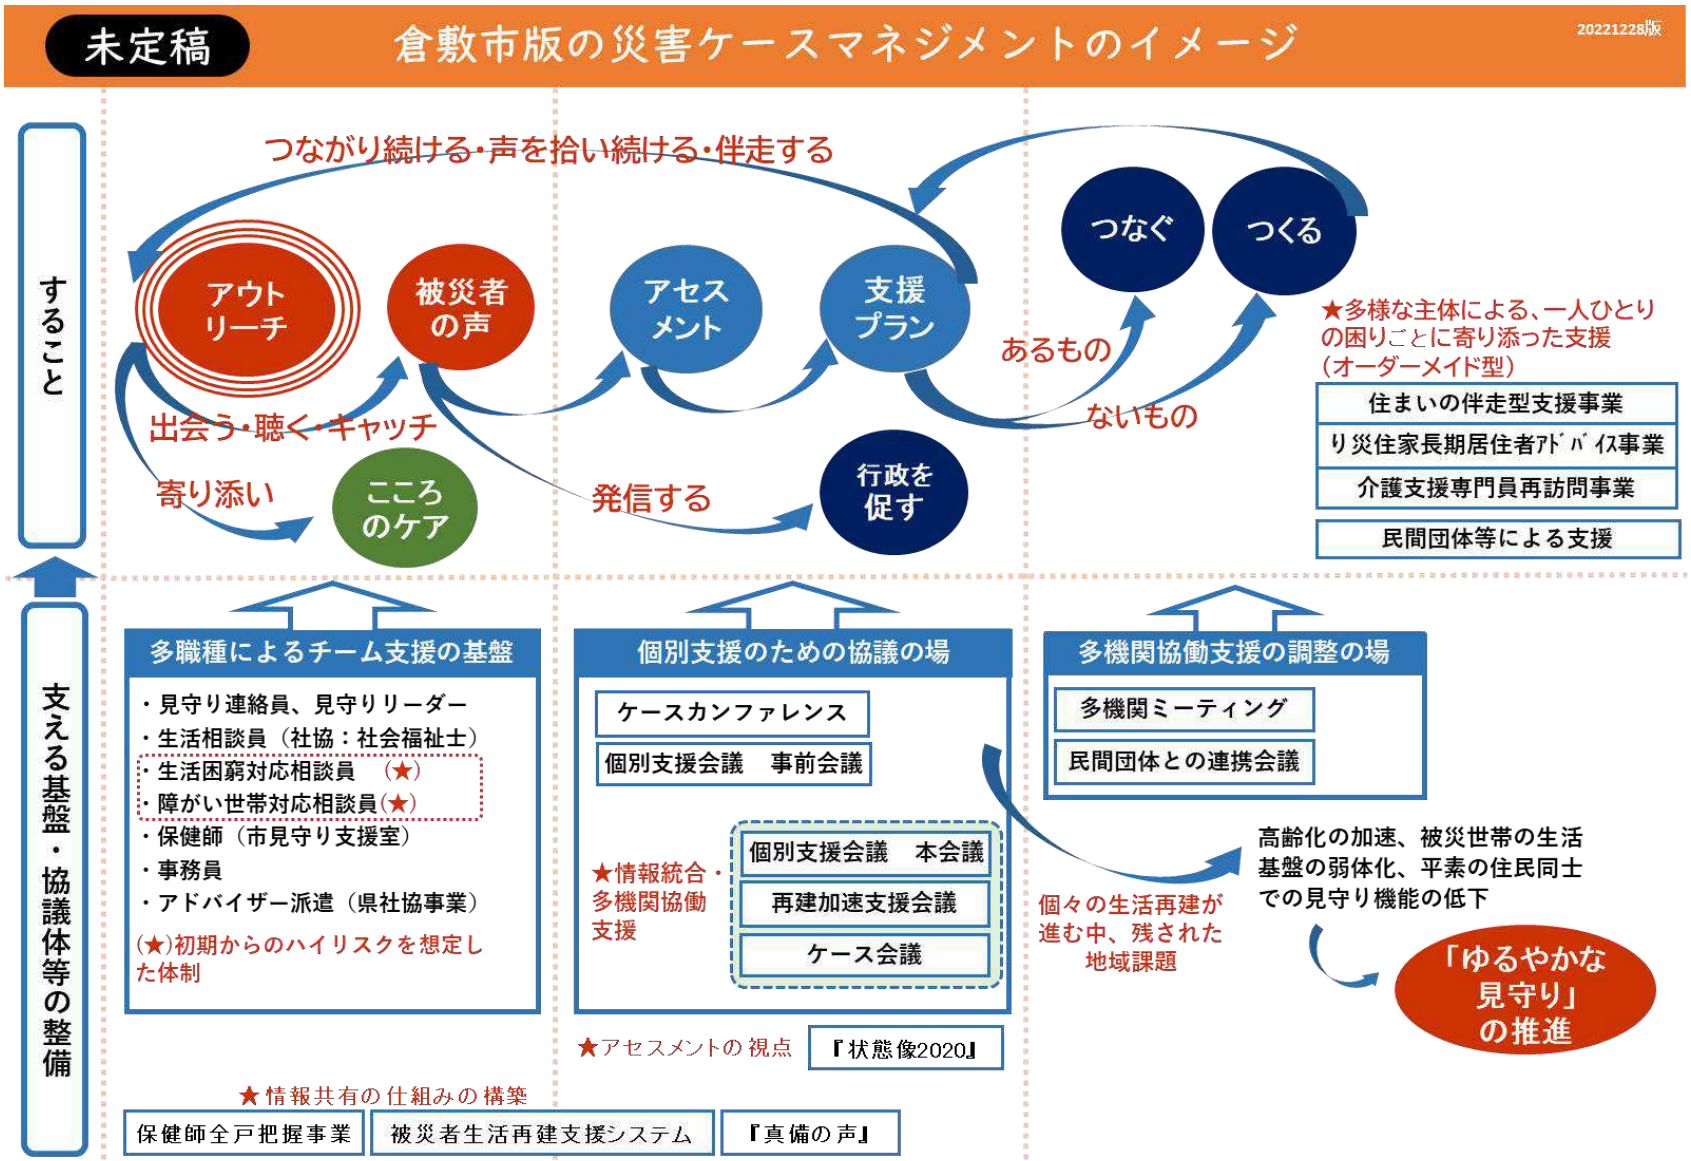 未定稿
倉敷市版の災害ケースマネジメントのイメージ
20221228版
すること
つながり続ける・声を拾い続ける・伴走する
アウト
リーチ
被災者
の声
アセス
メント
支援
プラン
つなぐ
つくる
出会う・聴く・キャッチ
寄り添い
こころ
のケア
発信する
行政を
促す
あるもの
ないもの
★多様な主体による、一人ひとり
の困りごとに寄り添った支援
(オーダーメイド型)
住まいの伴走型支援事業
り災住家長期居住者ｱﾄﾞﾊﾞｲｽ事業
介護支援専門員再訪問事業
民間団体等による支援
支える基盤・協議体等の整備
多職種によるチーム支援の基盤
・見守り連絡員、見守りリーダー
・生活相談員（社協：社会福祉士）
・生活困窮対応相談員　(★)
・障がい世帯対応相談員(★)
・保健師（市見守り支援室）
・事務員
・アドバイザー派遣（県社協事業）
(★)初期からのハイリスクを想定し
た体制
個別支援のための協議の場
ケースカンファレンス
個別支援会議　事前会議
★情報統合・
多機関協働
支援
個別支援会議　本会議
再建加速支援会議
ケース会議
★アセスメントの視点
『状態像2020』
★情報共有の仕組みの構築
保健師全戸把握事業
被災者生活再建支援システム
『真備の声』
多機関協働支援の調整の場
多機関ミーティング
民間団体との連携会議
個々の生活再建が
進む中、残された
地域課題
高齢化の加速、被災世帯の生活
基盤の弱体化、平素の住民同士
での見守り機能の低下
「ゆるやかな
見守り」
の推進